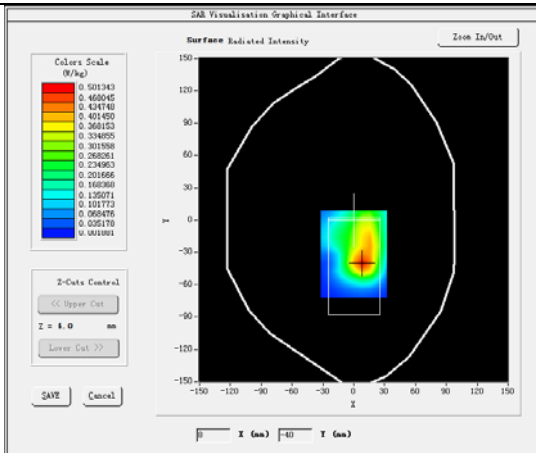 SAR Visualisation Graphical Interface
Surface Radiated Intensity
Zoom In/Out
Colors Scale
(W/kg)
0.501343
0.468045
0.434748
0.401450
0.368153
0.334855
0.301558
0.268261
0.234963
0.201666
0.168368
0.135071
0.101773
0.068476
0.035178
0.001881
Z-Cuts Control
<< Upper Cut
Z = 4.0 mm
Lower Cut >>
SAVE Cancel
150
120
90
60
30
0
-30
-60
-90
-120
-150
Y
-150 -120 -90 -60 -30 0 30 60 90 120 150
X
8 X (mm) -40 Y (mm)